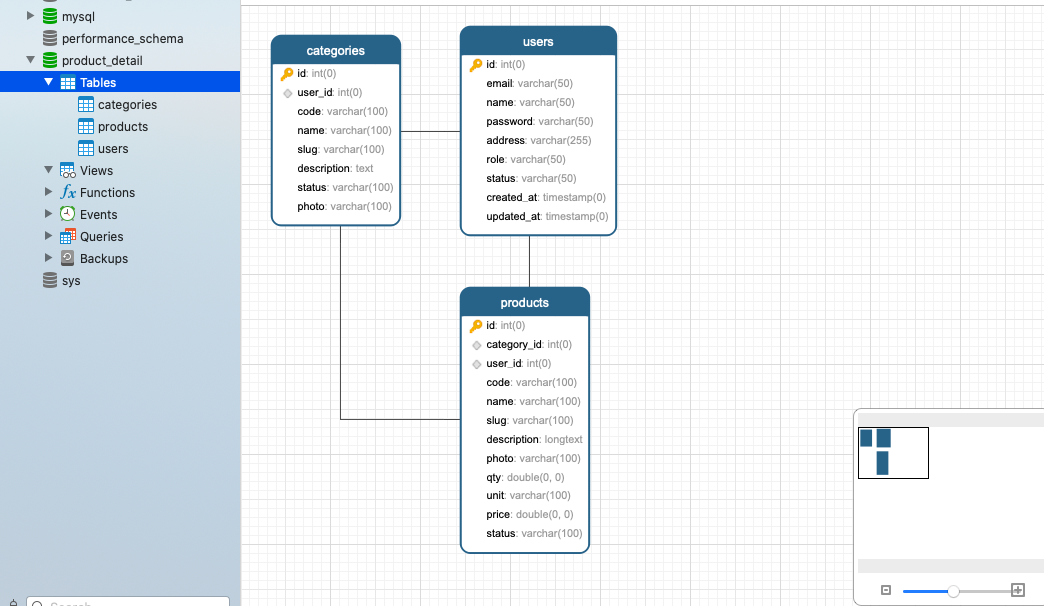 mysql
performance_schema
product_detail
Tables
categories
products
users
Views
Functions
Events
Queries
Backups
sys
Search
categories
id: int(0)
user_id: int(0)
code: varchar(100)
name: varchar(100)
slug: varchar(100)
description: text
status: varchar(100)
photo: varchar(100)
users
id: int(0)
email: varchar(50)
name: varchar(50)
password: varchar(50)
address: varchar(255)
role: varchar(50)
status: varchar(50)
created_at: timestamp(0)
updated_at: timestamp(0)
products
id: int(0)
category_id: int(0)
user_id: int(0)
code: varchar(100)
name: varchar(100)
slug: varchar(100)
description: longtext
photo: varchar(100)
qty: double(0, 0)
unit: varchar(100)
price: double(0, 0)
status: varchar(100)